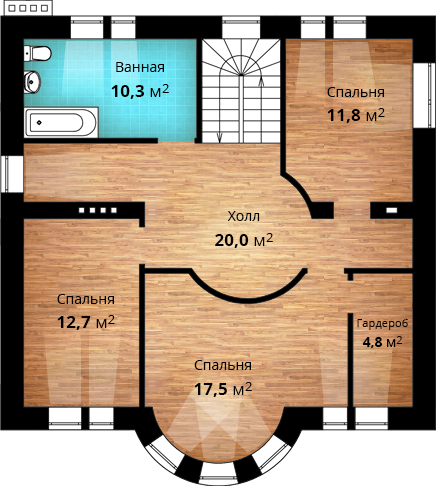 Ванная
10,3 м²
Спальня
11,8 м²
Холл
20,0 м²
Спальня
12,7 м²
Гардероб
4,8 м²
Спальня
17,5 м²